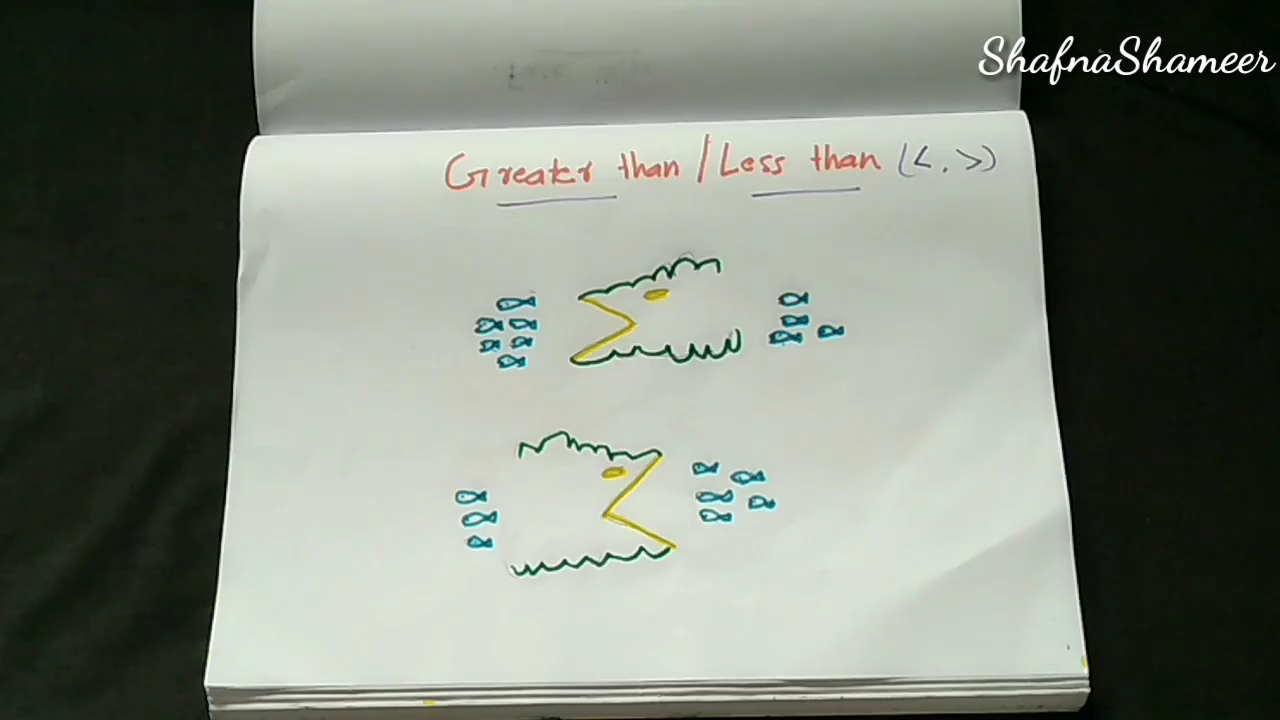 ShafnaShameer
Greater than / Less than (<, >)